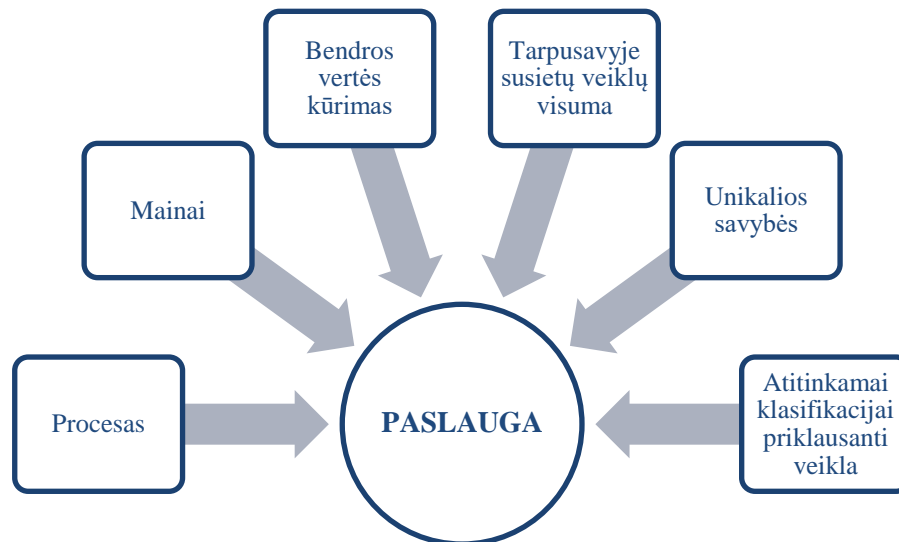 Bendros
vertės
kūrimas
Tarpusavyje
susietų veiklų
visuma
Mainai
Unikalios
savybės
Procesas
PASLAUGA
Atitinkamai
klasifikacijai
priklausanti
veikla